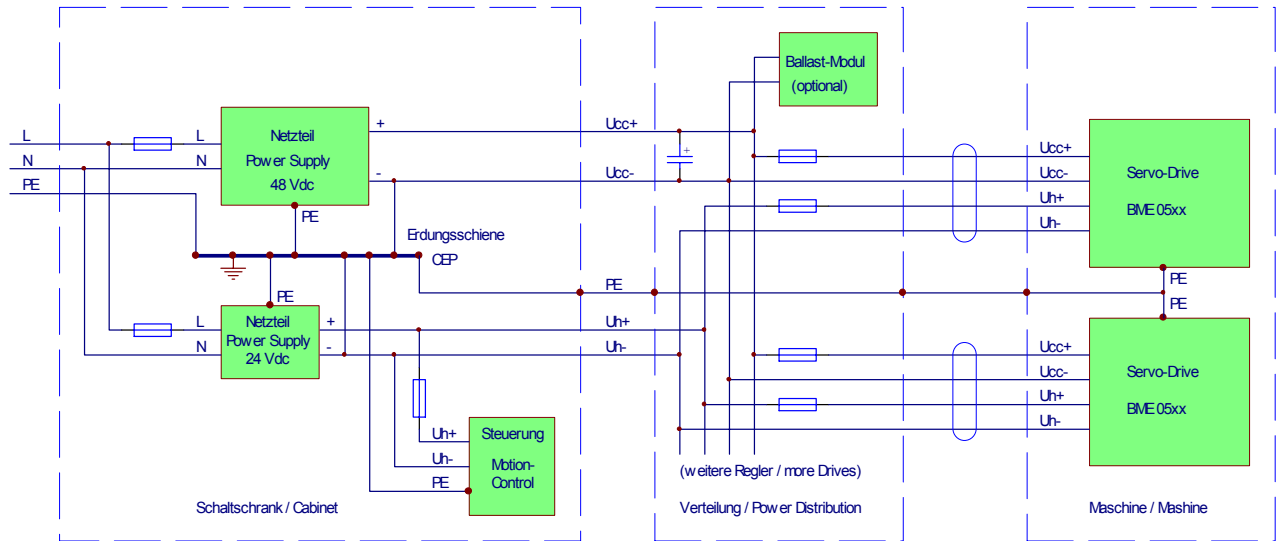 L
N
PE
L
N
Netzteil
Power Supply
48 Vdc
+
-
PE
Erdungsschiene
CEP
PE
L
N
Netzteil
Power Supply
24 Vdc
+
-
Uh+
Uh-
PE
Steuerung
Motion-
Control
Schaltschrank / Cabinet
Ucc+
Ucc-
PE
Uh+
Uh-
+
Ballast-Modul
(optional)
(weitere Regler / more Drives)
Verteilung / Power Distribution
Ucc+
Ucc-
Uh+
Uh-
Servo-Drive
BME 05xx
PE
PE
Ucc+
Ucc-
Uh+
Uh-
Servo-Drive
BME 05xx
Maschine / Mashine